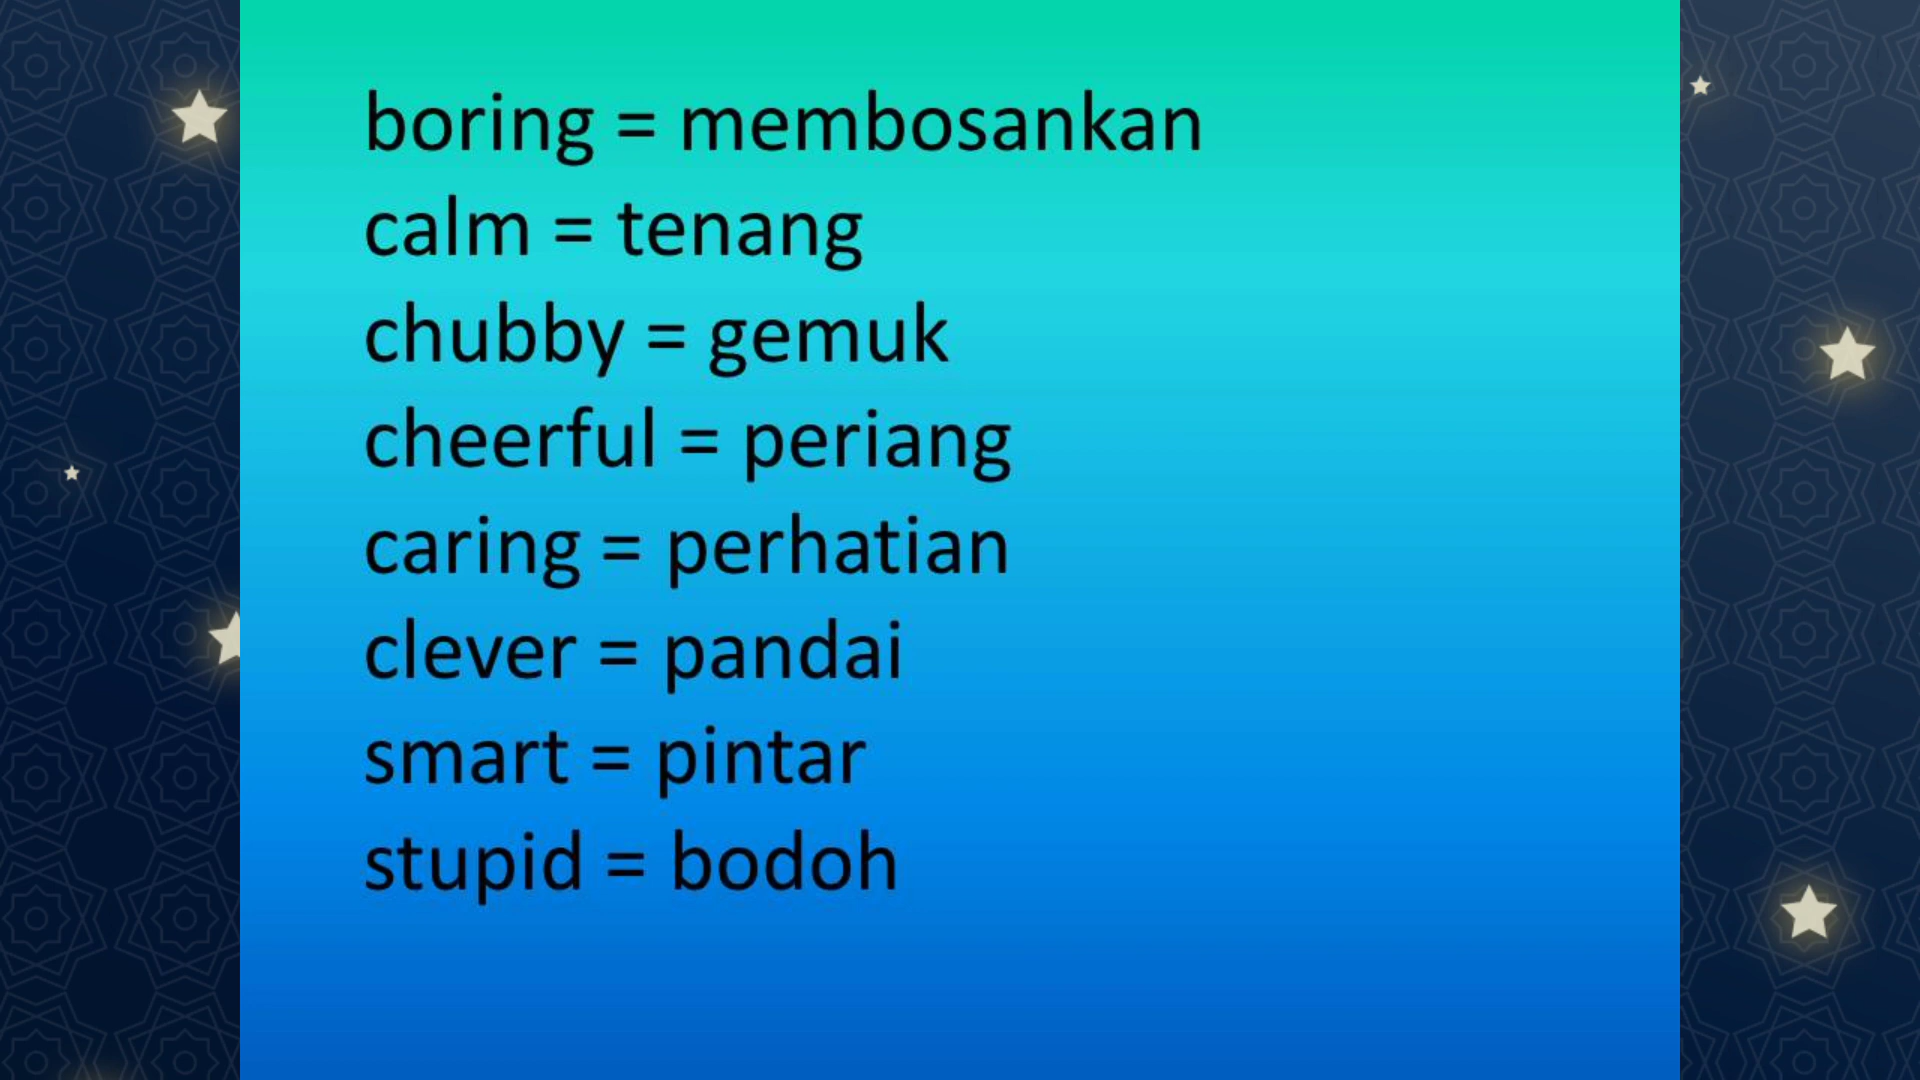 boring = membosankan
calm = tenang
chubby = gemuk
cheerful = periang
caring = perhatian
clever = pandai
smart = pintar
stupid = bodoh